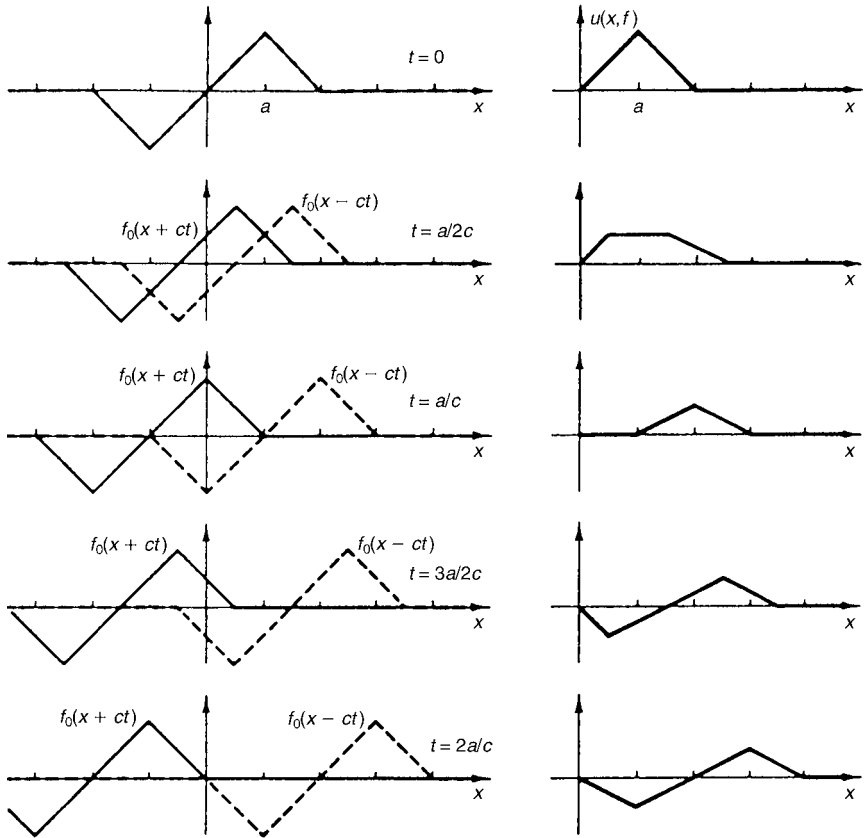 u(x,f)
t = 0
a x a x
f₀(x − ct)
f₀(x + ct) t = a/2c
x x
f₀(x + ct) f₀(x − ct)
t = a/c
x x
f₀(x + ct) f₀(x − ct)
t = 3a/2c
x x
f₀(x + ct) f₀(x − ct)
t = 2a/c
x x